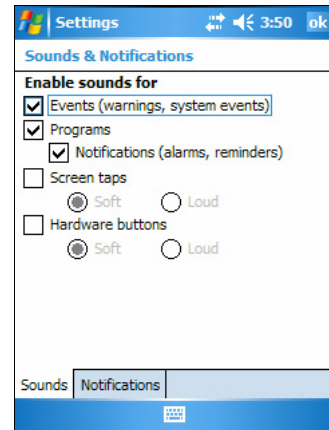 Settings 3:50 ok
Sounds & Notifications
Enable sounds for
Events (warnings, system events)
Programs
Notifications (alarms, reminders)
Screen taps
Soft Loud
Hardware buttons
Soft Loud
Sounds Notifications